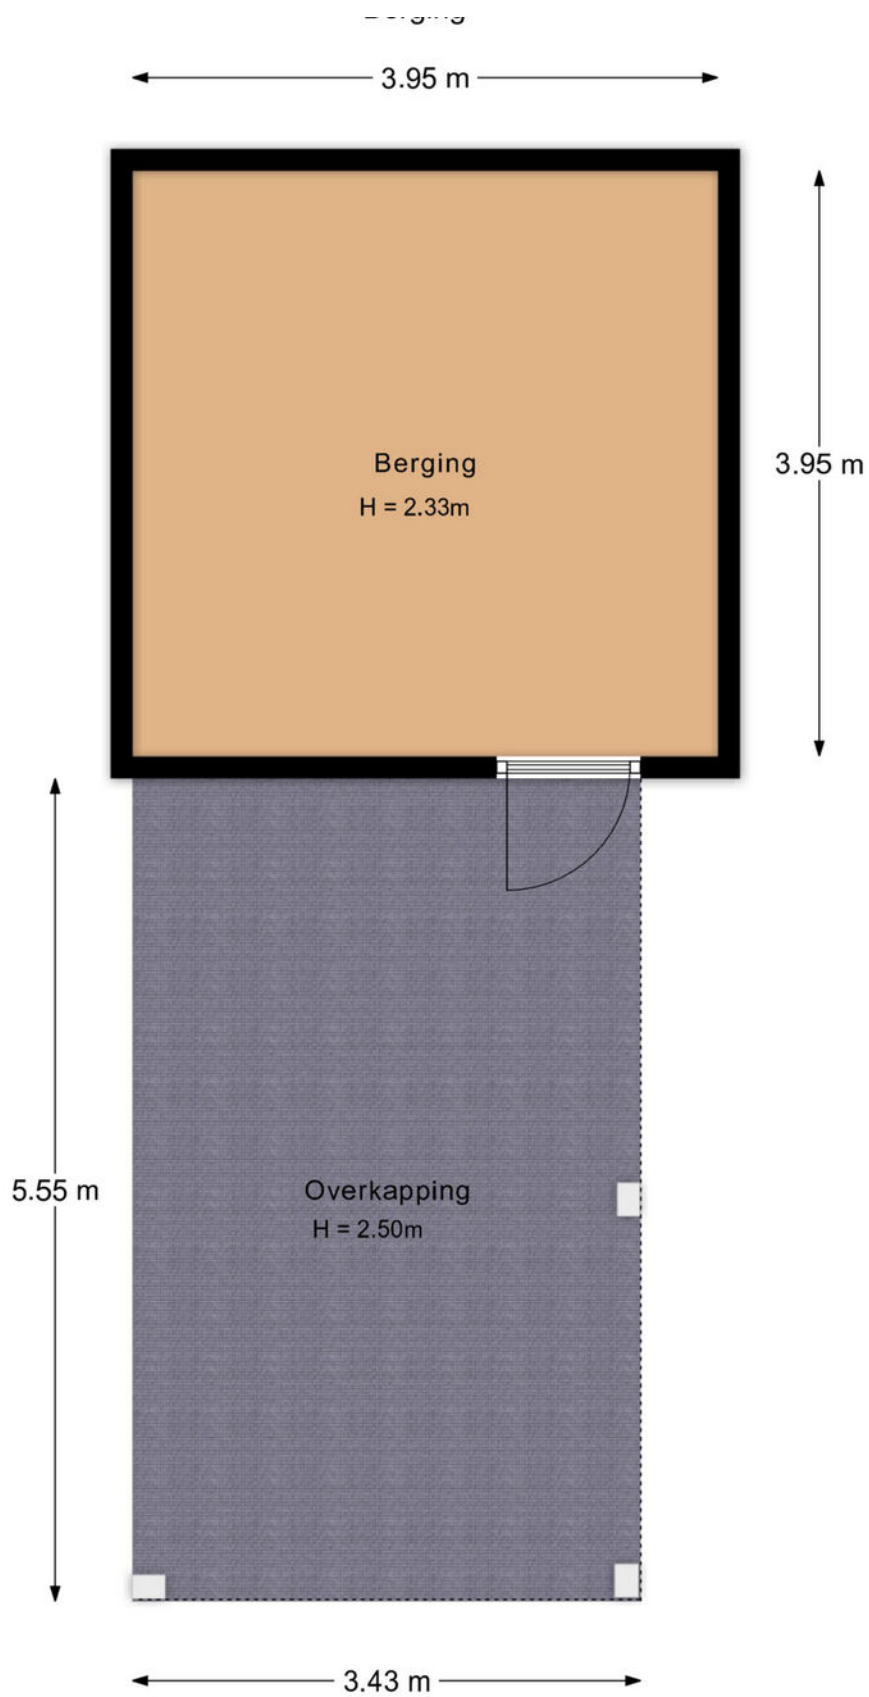 3.95 m
Berging
3.95 m
H = 2.33m
5.55 m
Overkapping
H = 2.50m
3.43 m